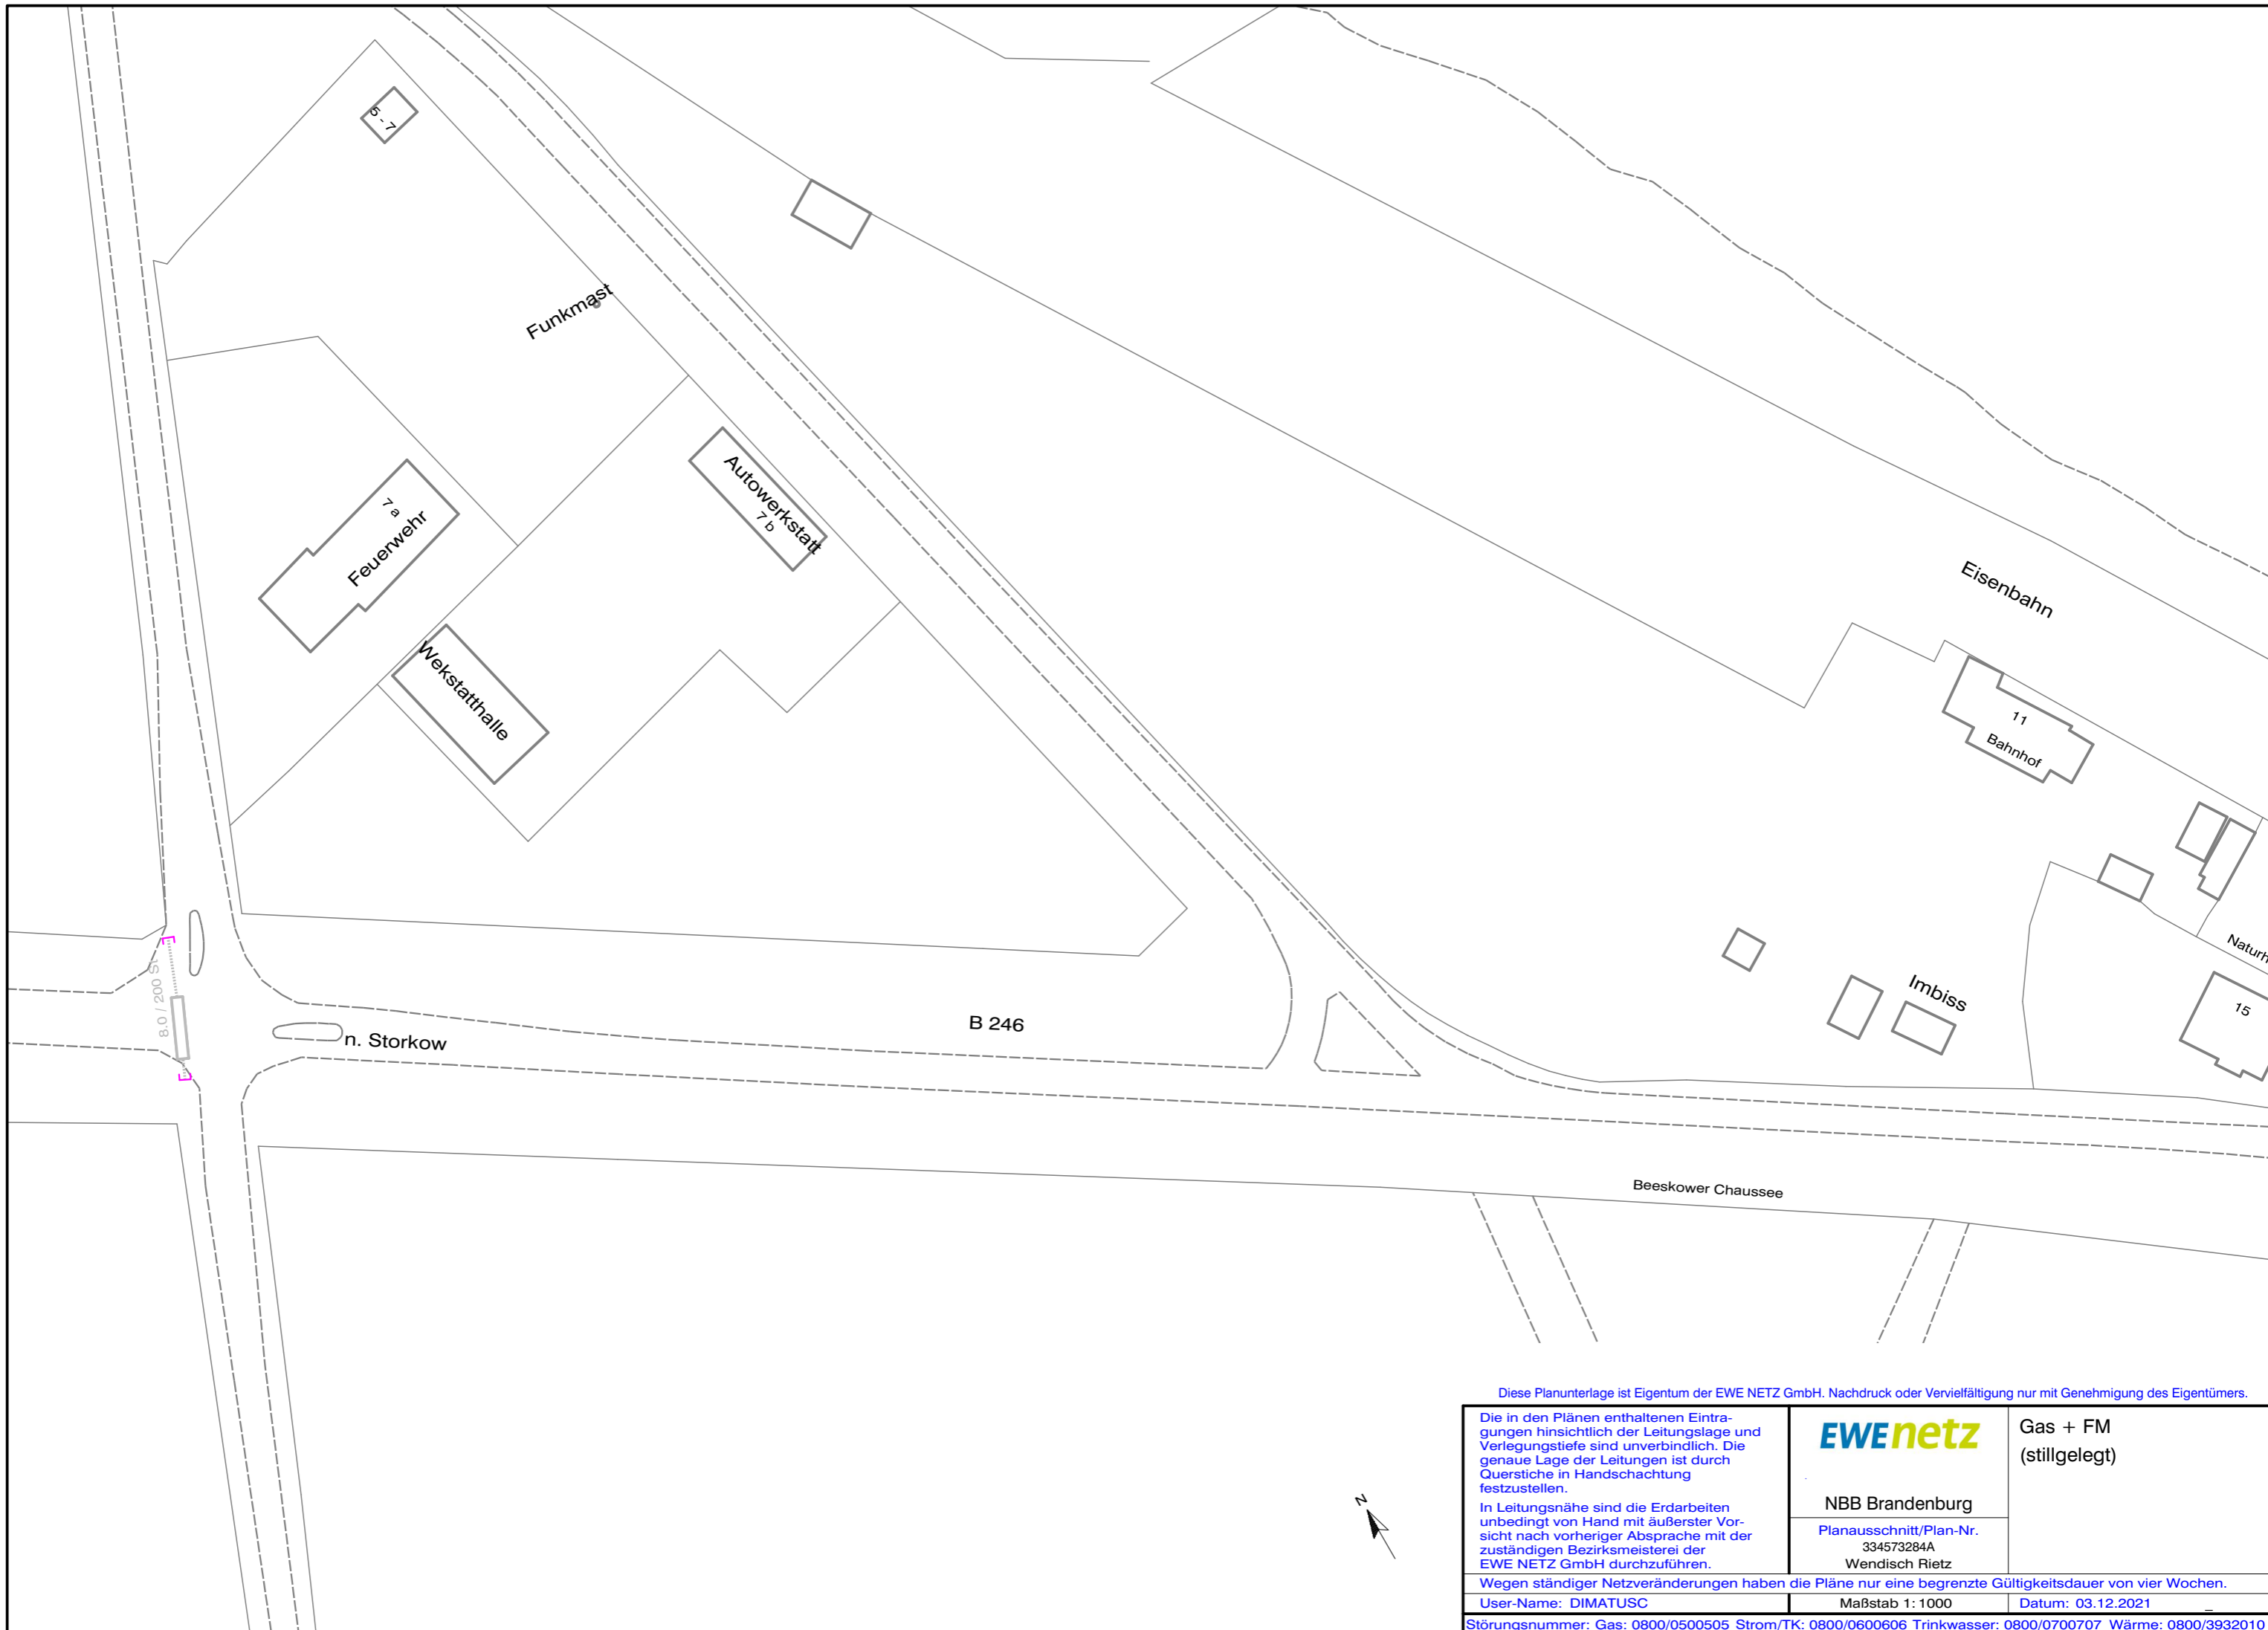 5 - 7
Funkmast
7 a
Feuerwehr
Autowerkstatt
7 b
Wekstatthalle
Eisenbahn
11
Bahnhof
Naturh
15
Imbiss
8.0 / 200 St
n. Storkow
B 246
Beeskower Chaussee
N
Diese Planunterlage ist Eigentum der EWE NETZ GmbH. Nachdruck oder Vervielfältigung nur mit Genehmigung des Eigentümers.
Die in den Plänen enthaltenen Eintra-
gungen hinsichtlich der Leitungslage und
Verlegungstiefe sind unverbindlich. Die
genaue Lage der Leitungen ist durch
Querstiche in Handschachtung
festzustellen.
In Leitungsnähe sind die Erdarbeiten
unbedingt von Hand mit äußerster Vor-
sicht nach vorheriger Absprache mit der
zuständigen Bezirksmeisterei der
EWE NETZ GmbH durchzuführen.
EWE netz
NBB Brandenburg
Planausschnitt/Plan-Nr.
334573284A
Wendisch Rietz
Gas + FM
(stillgelegt)
Wegen ständiger Netzveränderungen haben die Pläne nur eine begrenzte Gültigkeitsdauer von vier Wochen.
User-Name: DIMATUSC
Maßstab 1: 1000
Datum: 03.12.2021 _
Störungsnummer: Gas: 0800/0500505 Strom/TK: 0800/0600606 Trinkwasser: 0800/0700707 Wärme: 0800/3932010